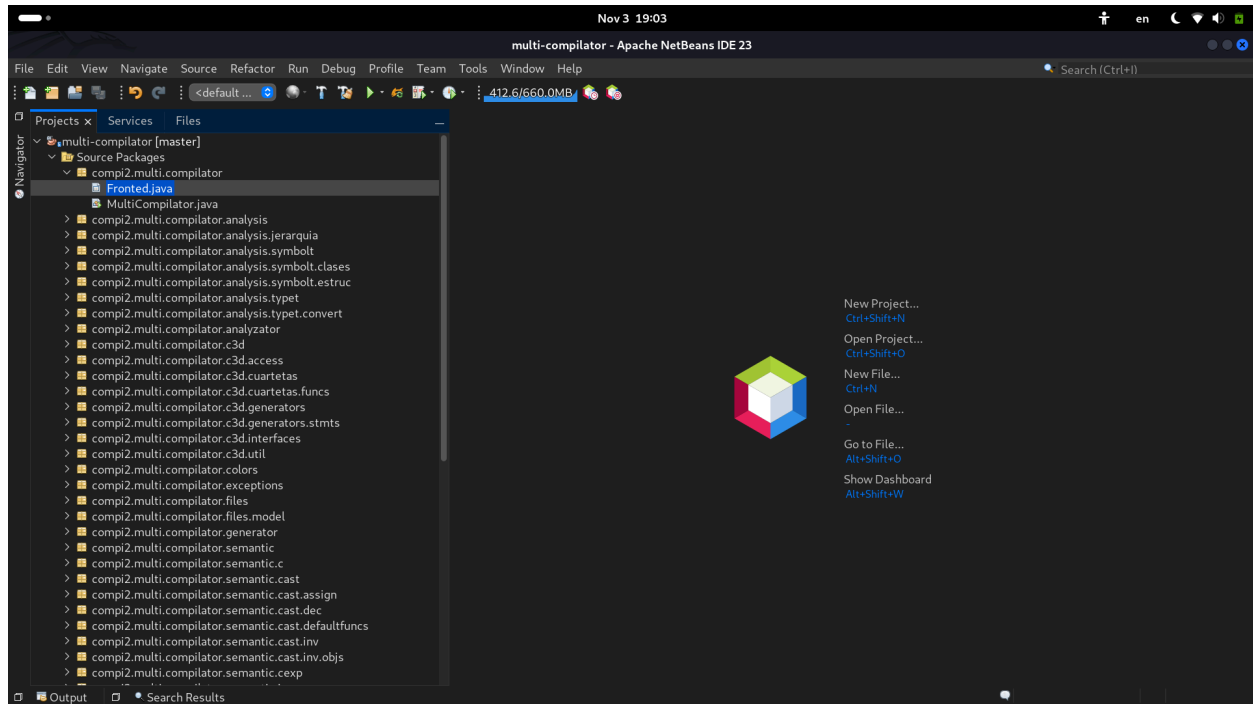 Nov 3 19:03
en
multi-compilator - Apache NetBeans IDE 23
File Edit View Navigate Source Refactor Run Debug Profile Team Tools Window Help
Search (Ctrl+I)
<default... 412.6/660.0MB
Projects Services Files
Navigator
multi-compilator [master]
Source Packages
compi2.multi.compilator
Fronted.java
MultiCompilator.java
compi2.multi.compilator.analysis
compi2.multi.compilator.analysis.jerarquia
compi2.multi.compilator.analysis.symbolt
compi2.multi.compilator.analysis.symbolt.clases
compi2.multi.compilator.analysis.symbolt.estruc
compi2.multi.compilator.analysis.typet
compi2.multi.compilator.analysis.typet.convert
compi2.multi.compilator.analyzator
compi2.multi.compilator.c3d
compi2.multi.compilator.c3d.access
compi2.multi.compilator.c3d.cuartetas
compi2.multi.compilator.c3d.cuartetas.funcs
compi2.multi.compilator.c3d.generators
compi2.multi.compilator.c3d.generators.stmts
compi2.multi.compilator.c3d.interfaces
compi2.multi.compilator.c3d.util
compi2.multi.compilator.colors
compi2.multi.compilator.exceptions
compi2.multi.compilator.files
compi2.multi.compilator.files.model
compi2.multi.compilator.generator
compi2.multi.compilator.semantic
compi2.multi.compilator.semantic.c
compi2.multi.compilator.semantic.cast
compi2.multi.compilator.semantic.cast.assign
compi2.multi.compilator.semantic.cast.dec
compi2.multi.compilator.semantic.cast.defaultfuncs
compi2.multi.compilator.semantic.cast.inv
compi2.multi.compilator.semantic.cast.inv.objs
compi2.multi.compilator.semantic.cexp
New Project...
Ctrl+Shift+N
Open Project...
Ctrl+Shift+O
New File...
Ctrl+N
Open File...
-
Go to File...
Alt+Shift+O
Show Dashboard
Alt+Shift+W
Output Search Results